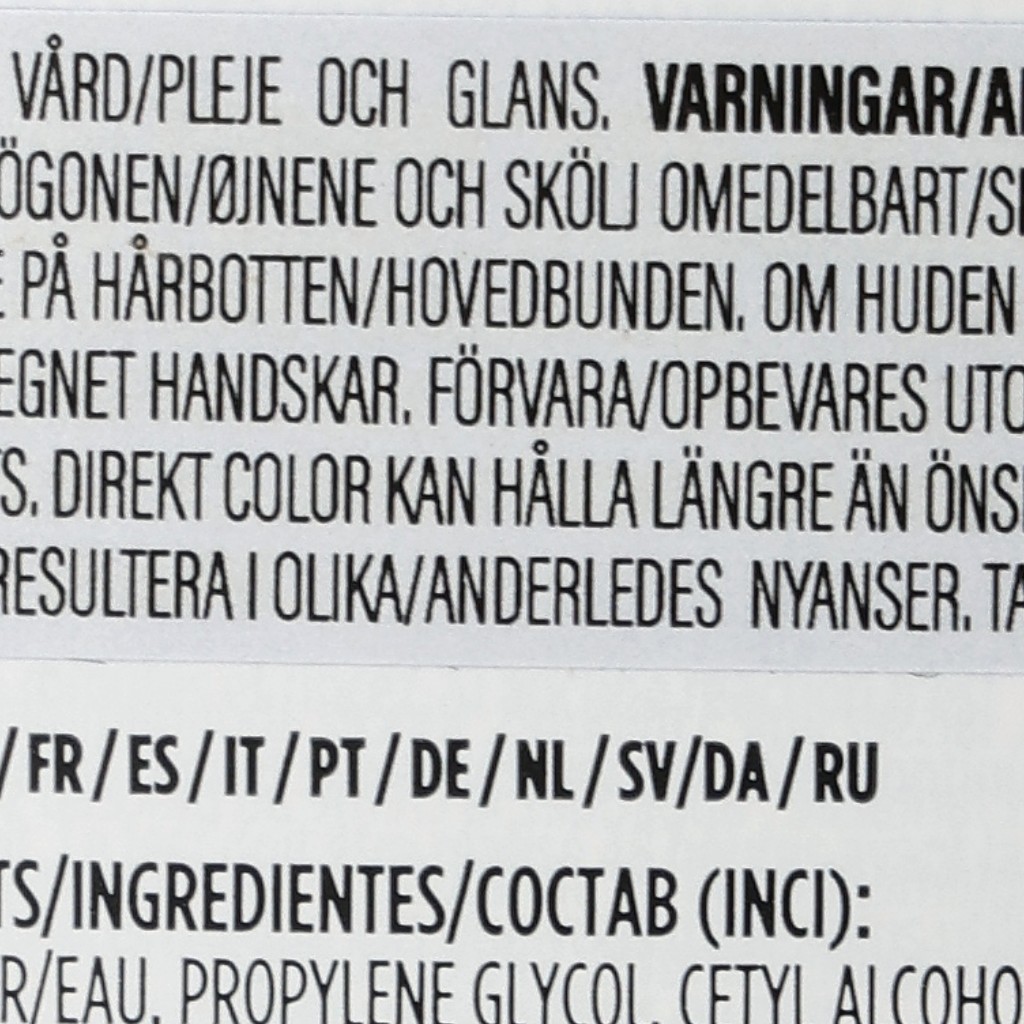 VÅRD/PLEJE OCH GLANS. VARNINGAR/A
ÖGONEN/ØJNENE OCH SKÖLJ OMEDELBART/S
PÅ HÅRBOTTEN/HOVEDBUNDEN. OM HUDEN
EGNET HANDSKAR. FÖRVARA/OPBEVARES UTO
S. DIREKT COLOR KAN HÅLLA LÄNGRE ÄN ÖNS
RESULTERA I OLIKA/ANDERLEDES NYANSER. TA
/FR/ES/IT/PT/DE/NL/SV/DA/RU
TS/INGREDIENTES/COCTAB (INCI):
R/EAU, PROPYLENE GLYCOL, CETYL ALCOHO